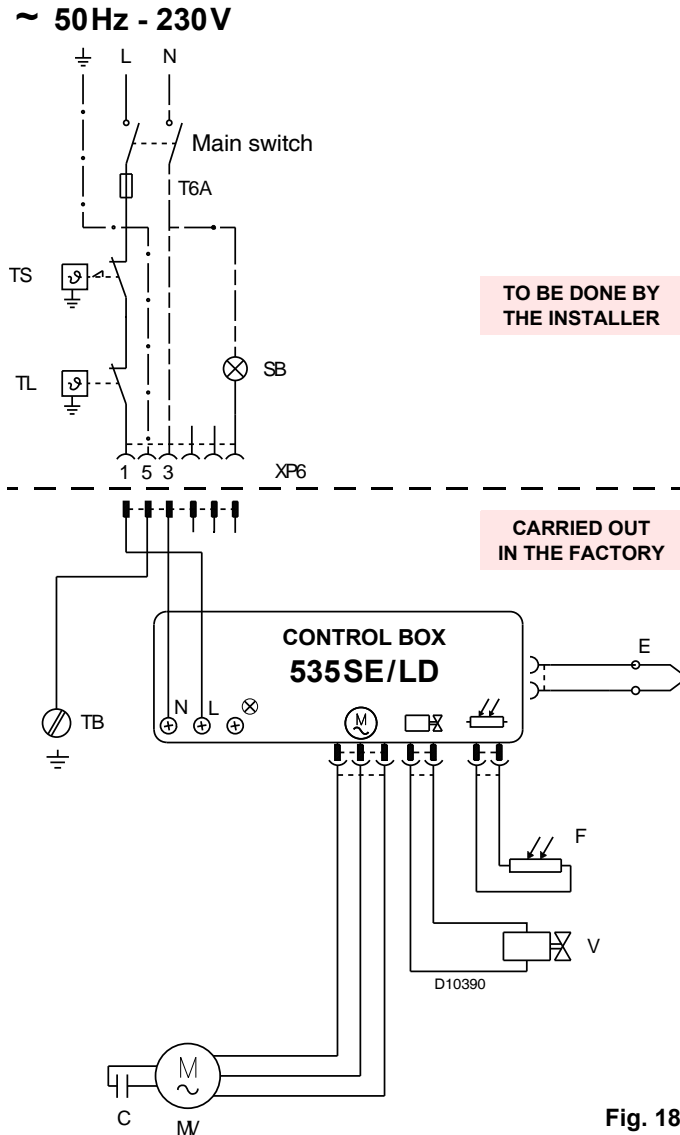 ~ 50Hz - 230V
L N
Main switch
T6A
TS
TO BE DONE BY
THE INSTALLER
TL
SB
1 5 3 XP6
CARRIED OUT
IN THE FACTORY
CONTROL BOX
535SE/LD
E
N L
TB
M
F
V
D10390
M
~
C
MV
Fig. 18